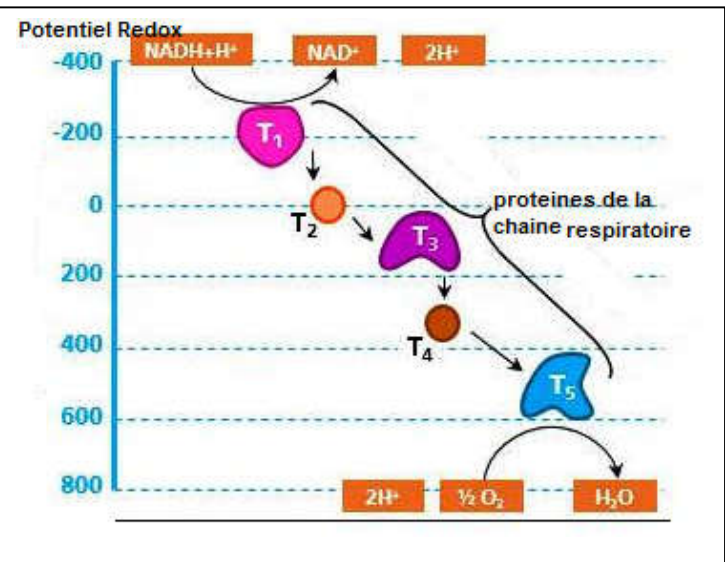 Potentiel Redox
NADH+H⁺ NAD⁺ 2H⁺
-400
T₁
-200
0
T₂
proteines de la
chaine respiratoire
T₃
200
T₄
400
T₅
600
800
2H⁺ ½ O₂ H₂O